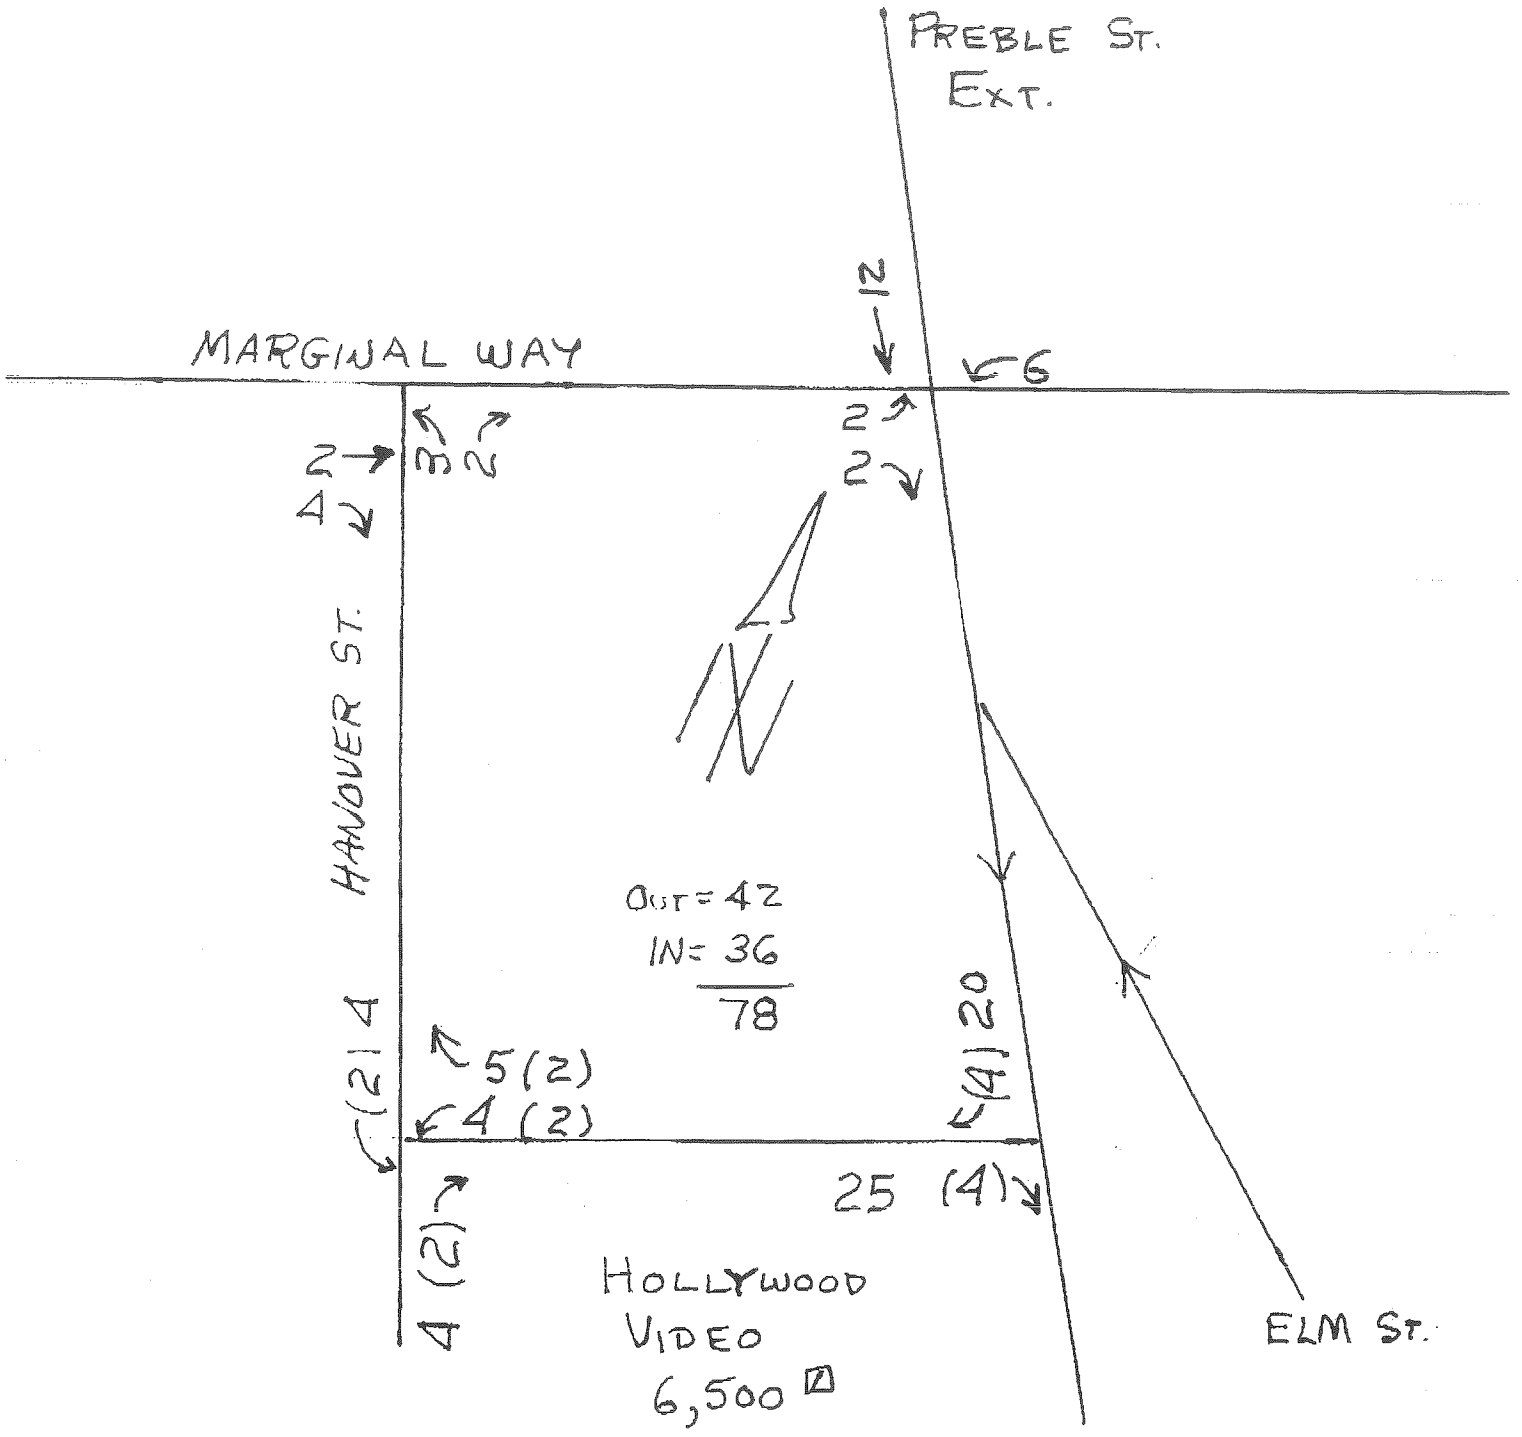 PREBLE ST.
EXT.
12
MARGINAL WAY
6
2
2
2
3
2
4
HANOVER ST.
OUT = 42
IN = 36
78
(2) 4
(4) 20
5 (2)
4 (2)
25 (4)
4 (2)
HOLLYWOOD
VIDEO
6,500
ELM ST.
N